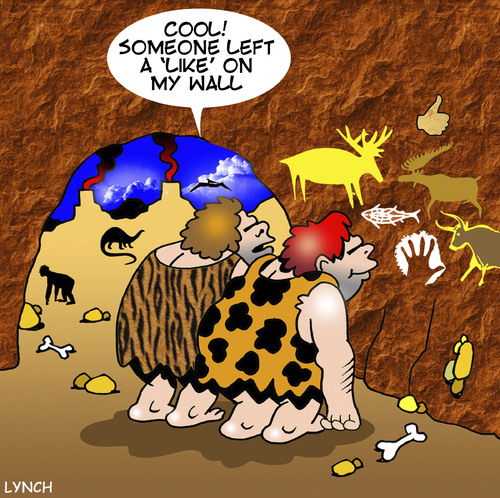 COOL!
SOMEONE LEFT
A 'LIKE' ON
MY WALL
LYNCH